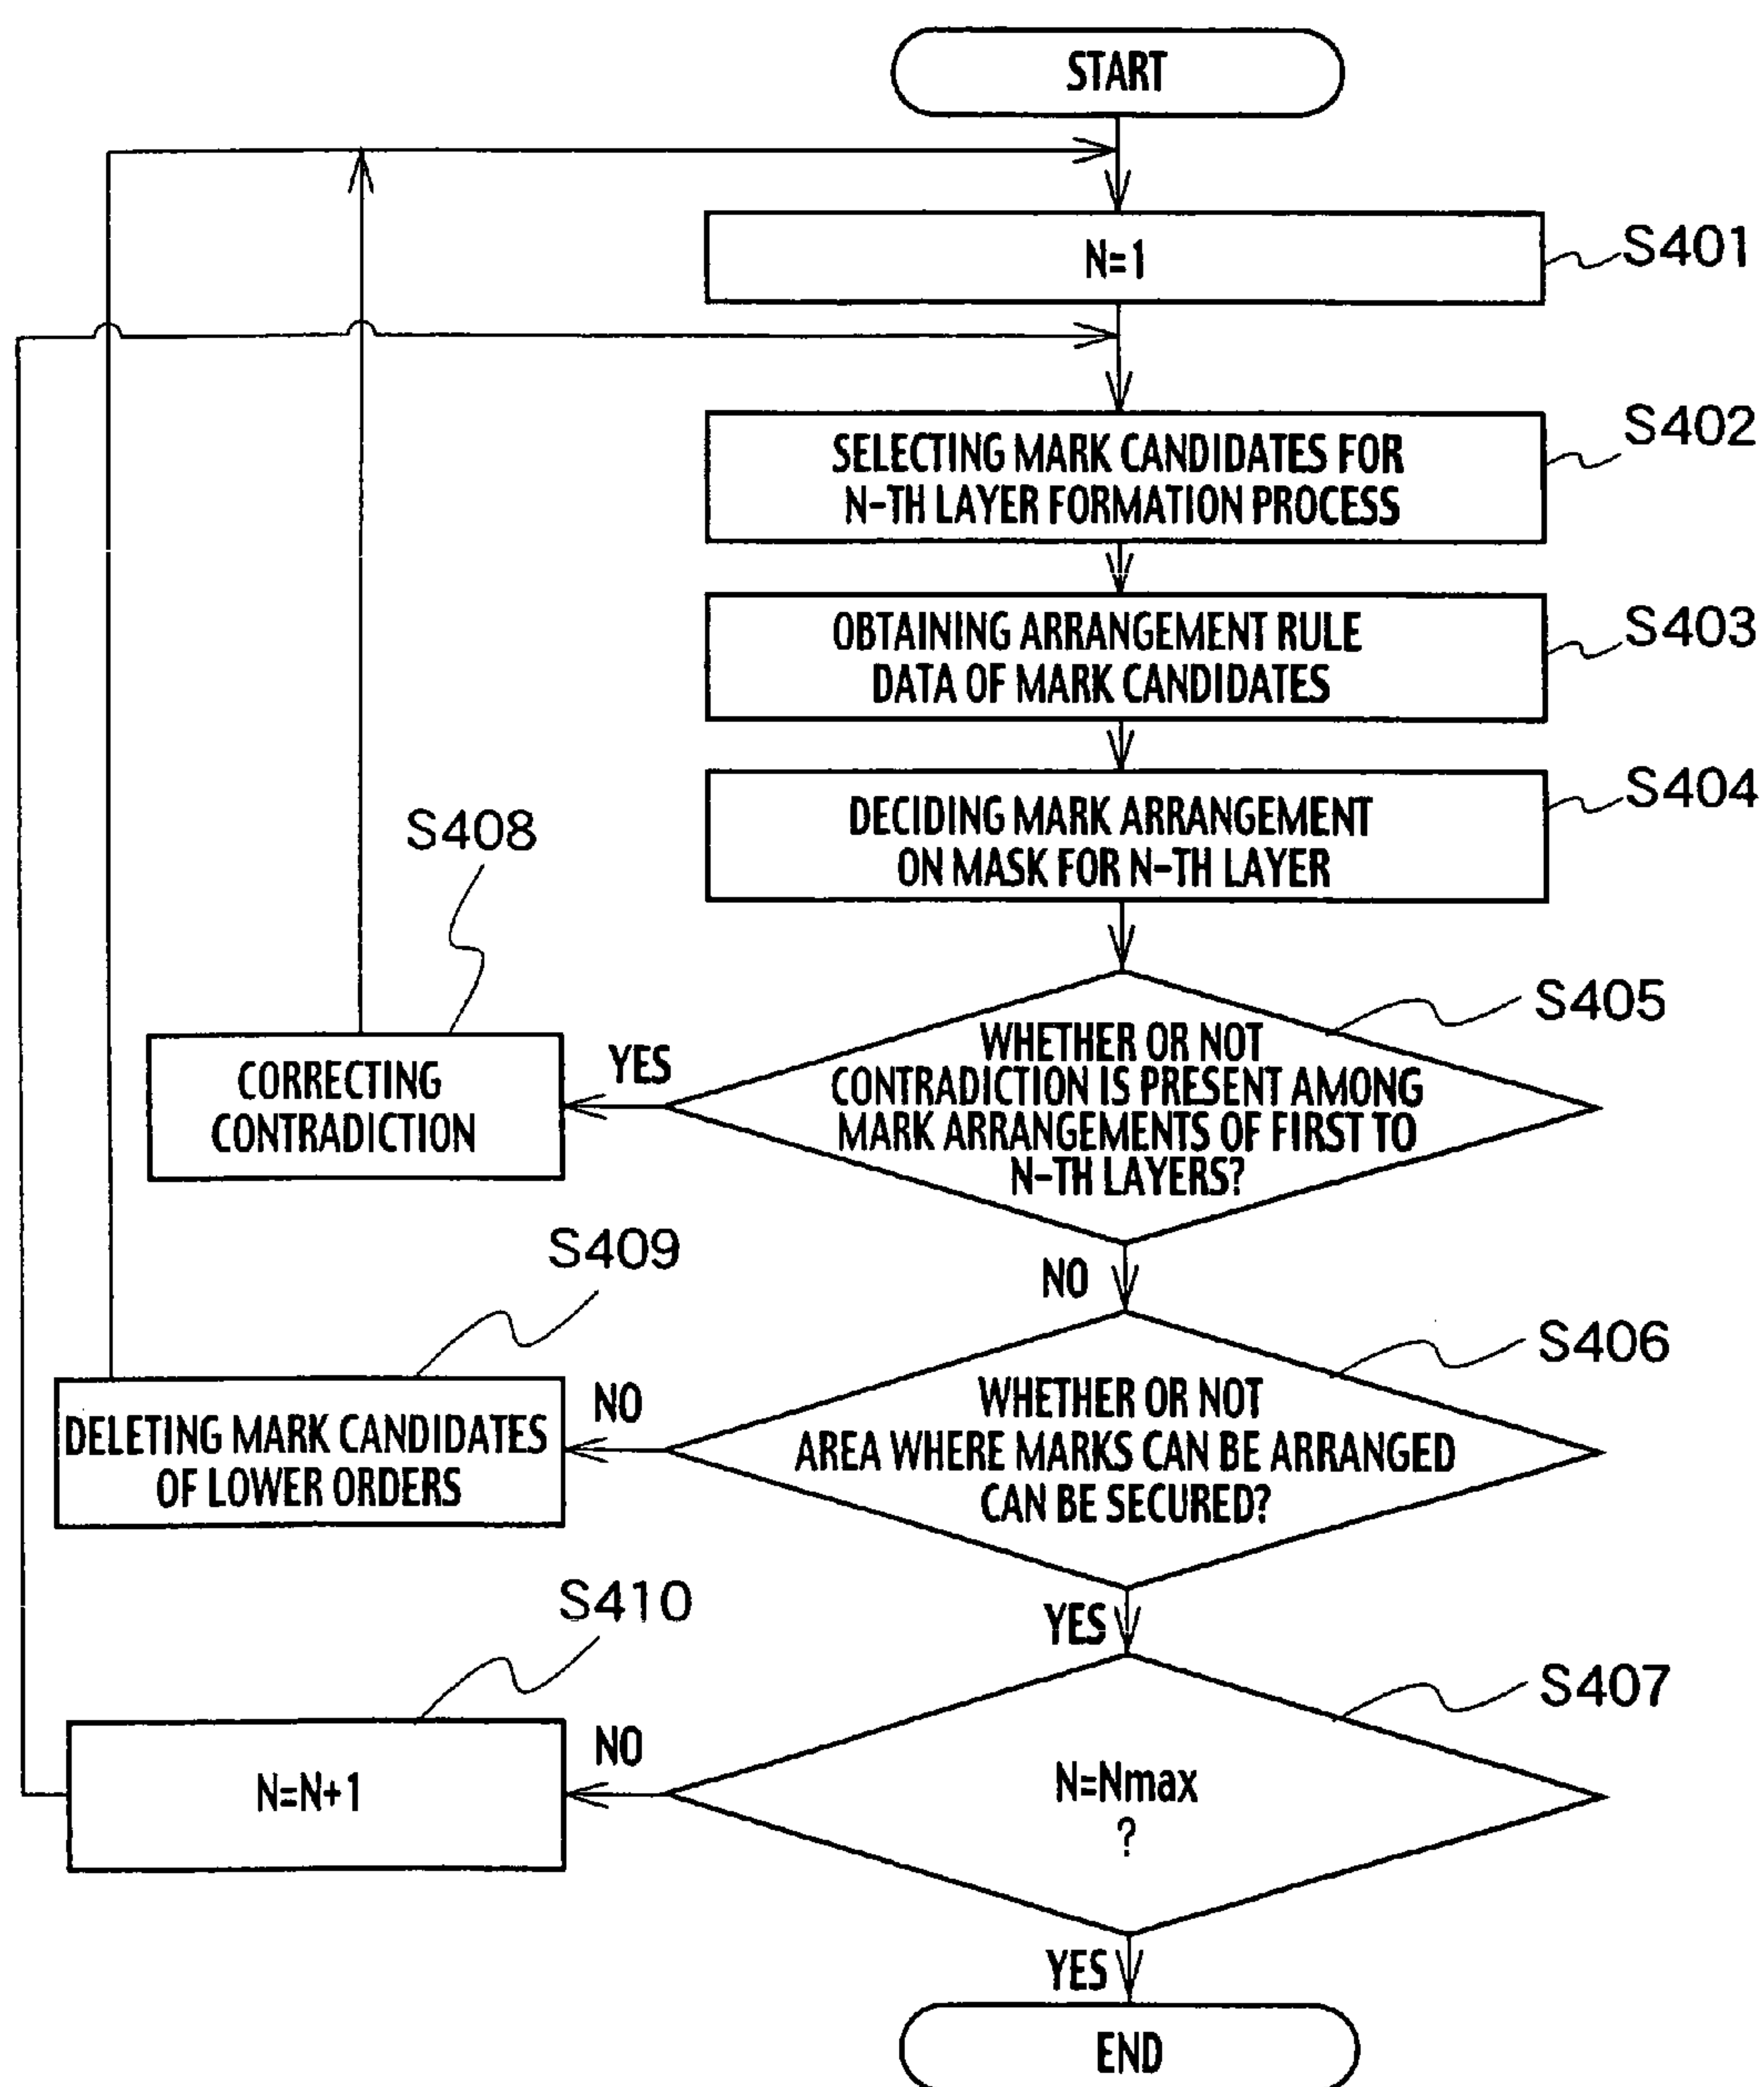 START
N=1
S401
SELECTING MARK CANDIDATES FOR
N-TH LAYER FORMATION PROCESS
S402
OBTAINING ARRANGEMENT RULE
DATA OF MARK CANDIDATES
S403
DECIDING MARK ARRANGEMENT
ON MASK FOR N-TH LAYER
S404
WHETHER OR NOT
CONTRADICTION IS PRESENT AMONG
MARK ARRANGEMENTS OF FIRST TO
N-TH LAYERS?
S405
YES
S408
CORRECTING
CONTRADICTION
NO
WHETHER OR NOT
AREA WHERE MARKS CAN BE ARRANGED
CAN BE SECURED?
S406
NO
S409
DELETING MARK CANDIDATES
OF LOWER ORDERS
YES
N=Nmax
?
S407
NO
S410
N=N+1
YES
END